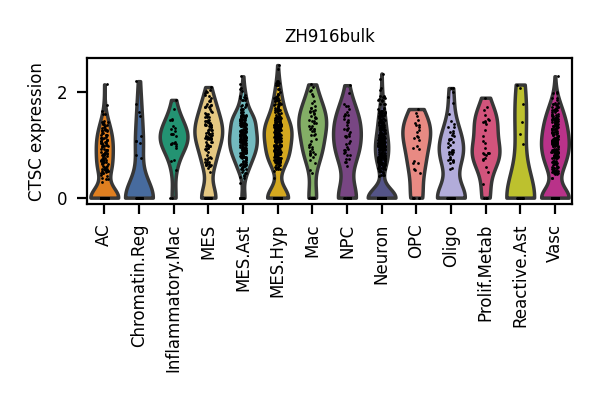 ZH916bulk
CTSC expression
2
0
AC
Chromatin.Reg
Inflammatory.Mac
MES
MES.Ast
MES.Hyp
Mac
NPC
Neuron
OPC
Oligo
Prolif.Metab
Reactive.Ast
Vasc